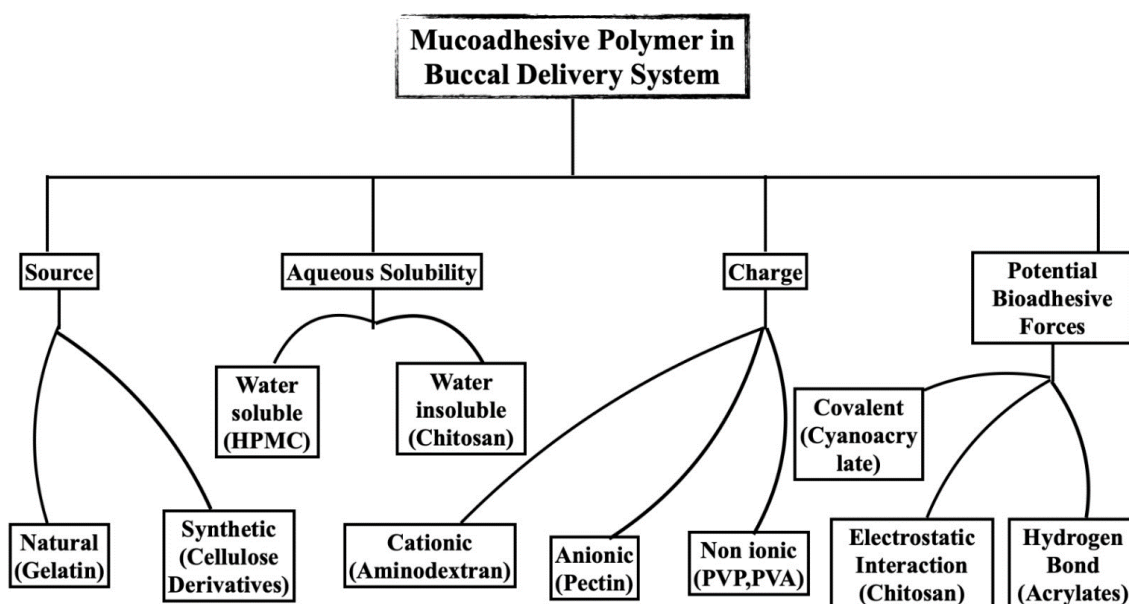 Mucoadhesive Polymer in
Buccal Delivery System
Source
Aqueous Solubility
Charge
Potential
Bioadhesive
Forces
Water
soluble
(HPMC)
Water
insoluble
(Chitosan)
Covalent
(Cyanoacry
late)
Natural
(Gelatin)
Synthetic
(Cellulose
Derivatives)
Cationic
(Aminodextran)
Anionic
(Pectin)
Non ionic
(PVP,PVA)
Electrostatic
Interaction
(Chitosan)
Hydrogen
Bond
(Acrylates)